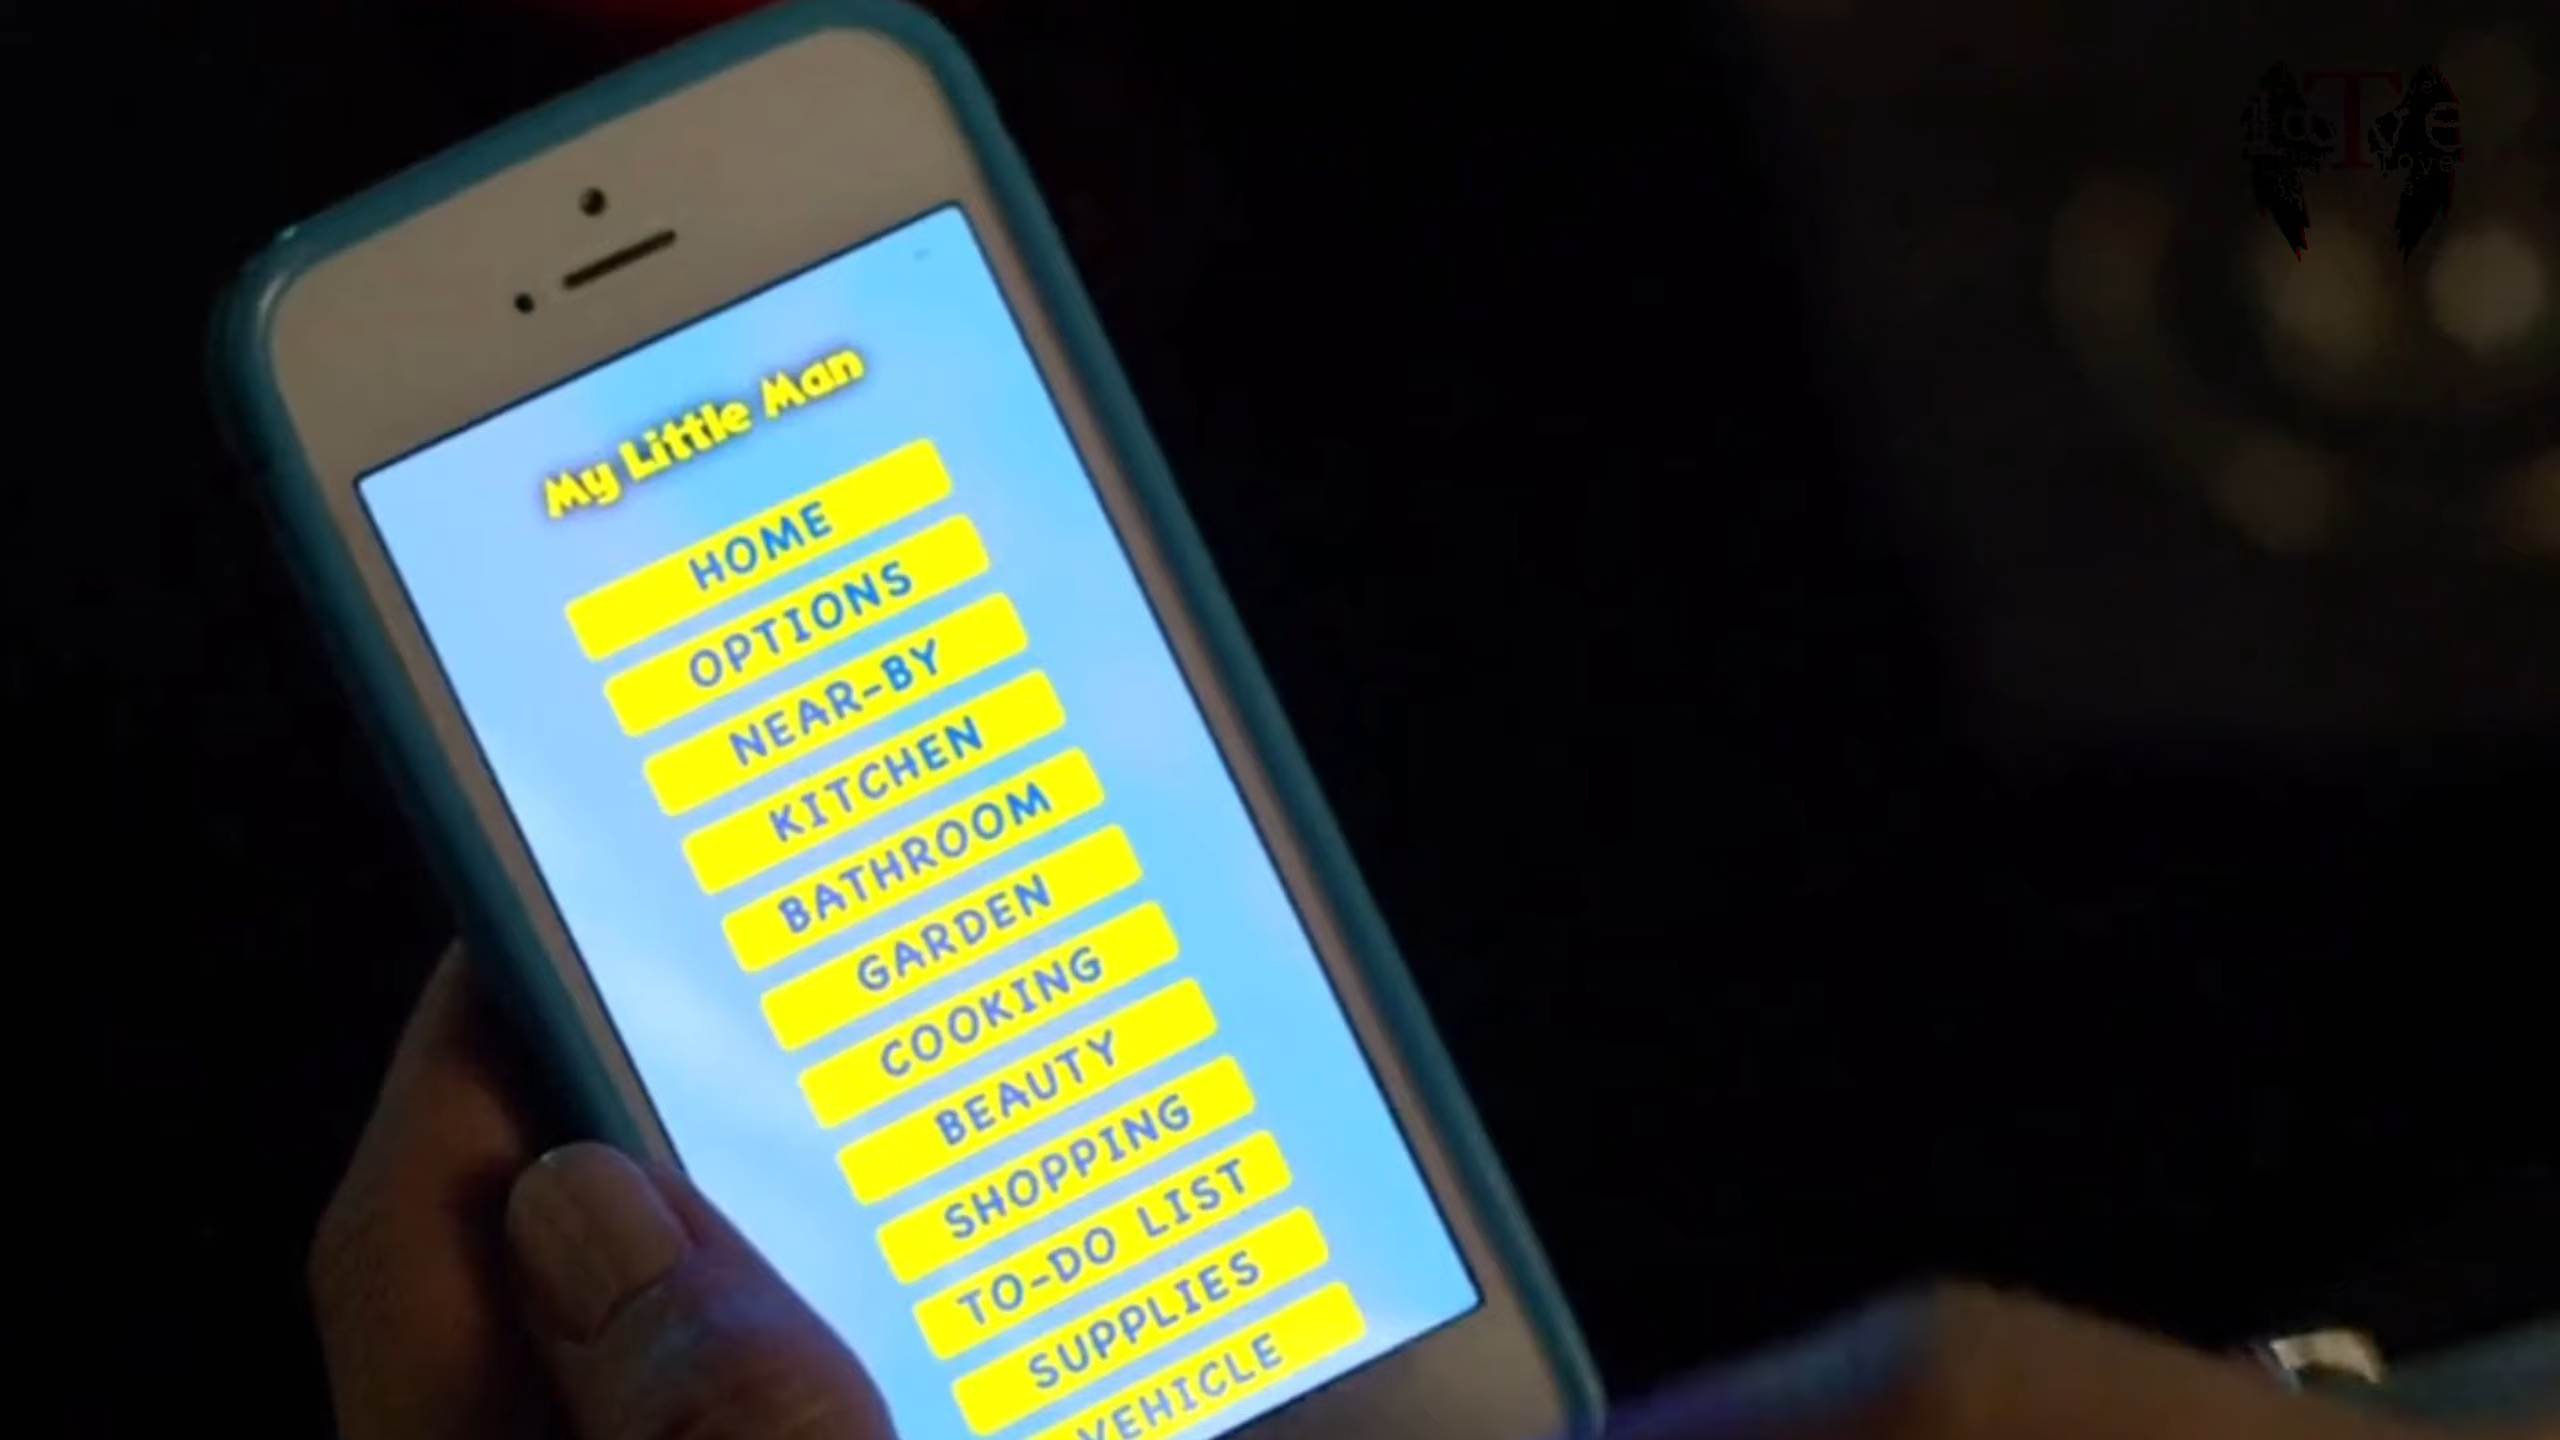 My Little Man
HOME
OPTIONS
NEAR-BY
KITCHEN
BATHROOM
GARDEN
COOKING
BEAUTY
SHOPPING
TO-DO LIST
SUPPLIES
VEHICLE